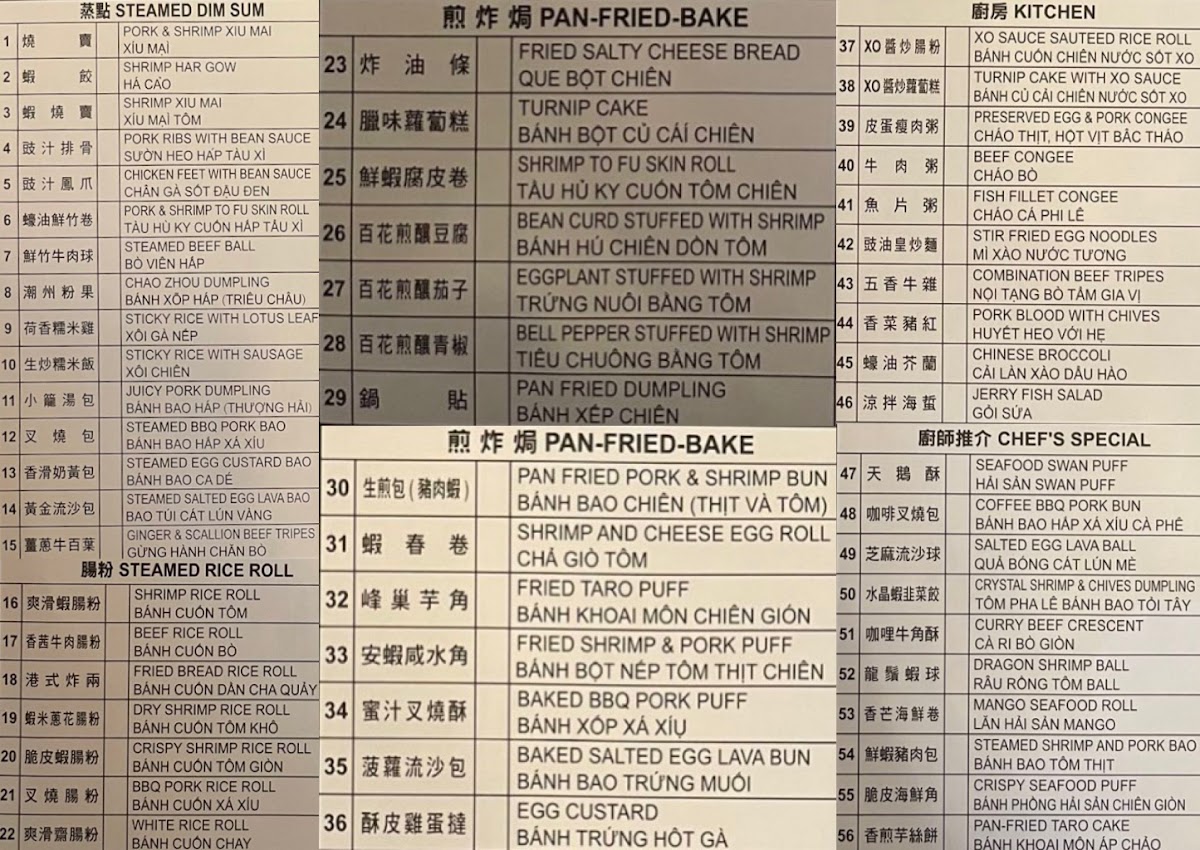 蒸點 STEAMED DIM SUM
1 燒賣 PORK & SHRIMP XIU MAI
XÍU MẠI
2 蝦餃 SHRIMP HAR GOW
HÁ CẢO
3 蝦燒賣 SHRIMP XIU MAI
XÍU MẠI TÔM
4 豉汁排骨 PORK RIBS WITH BEAN SAUCE
SƯỜN HEO HẤP TÀU XÌ
5 豉汁鳳爪 CHICKEN FEET WITH BEAN SAUCE
CHÂN GÀ SỐT ĐẬU ĐEN
6 蠔油鮮竹卷 PORK & SHRIMP TO FU SKIN ROLL
TÀU HỦ KY CUỐN HẤP TÀU XÌ
7 鮮竹牛肉球 STEAMED BEEF BALL
BÒ VIÊN HẤP
8 潮州粉果 CHAO ZHOU DUMPLING
BÁNH XỐP HẤP (TRIỀU CHÂU)
9 荷香糯米雞 STICKY RICE WITH LOTUS LEAF
XÔI GÀ NẾP
10 生炒糯米飯 STICKY RICE WITH SAUSAGE
XÔI CHIÊN
11 小籠湯包 JUICY PORK DUMPLING
BÁNH BAO HẤP (THƯỢNG HẢI)
12 叉燒包 STEAMED BBQ PORK BAO
BÁNH BAO HẤP XÁ XÍU
13 香滑奶黃包 STEAMED EGG CUSTARD BAO
BÁNH BAO CA DÉ
14 黃金流沙包 STEAMED SALTED EGG LAVA BAO
BAO TÚI CÁT LÚN VÀNG
15 薑蔥牛百葉 GINGER & SCALLION BEEF TRIPES
GỪNG HÀNH CHÂN BÒ
腸粉 STEAMED RICE ROLL
16 爽滑蝦腸粉 SHRIMP RICE ROLL
BÁNH CUỐN TÔM
17 香茜牛肉腸粉 BEEF RICE ROLL
BÁNH CUỐN BÒ
18 港式炸兩 FRIED BREAD RICE ROLL
BÁNH CUỐN DẦN CHA QUẢY
19 蝦米蔥花腸粉 DRY SHRIMP RICE ROLL
BÁNH CUỐN TÔM KHÔ
20 脆皮蝦腸粉 CRISPY SHRIMP RICE ROLL
BÁNH CUỐN TÔM GIÒN
21 叉燒腸粉 BBQ PORK RICE ROLL
BÁNH CUỐN XÁ XÍU
22 爽滑齋腸粉 WHITE RICE ROLL
BÁNH CUỐN CHAY
煎炸焗 PAN-FRIED-BAKE
23 炸油條 FRIED SALTY CHEESE BREAD
QUE BỘT CHIÊN
24 臘味蘿蔔糕 TURNIP CAKE
BÁNH BỘT CỦ CẢI CHIÊN
25 鮮蝦腐皮卷 SHRIMP TO FU SKIN ROLL
TÀU HỦ KY CUỐN TÔM CHIÊN
26 百花煎釀豆腐 BEAN CURD STUFFED WITH SHRIMP
BÁNH HÚ CHIÊN DỒN TÔM
27 百花煎釀茄子 EGGPLANT STUFFED WITH SHRIMP
TRỨNG NUÔI BẰNG TÔM
28 百花煎釀青椒 BELL PEPPER STUFFED WITH SHRIMP
TIÊU CHUÔNG BẰNG TÔM
29 鍋貼 PAN FRIED DUMPLING
BÁNH XẾP CHIÊN
煎炸焗 PAN-FRIED-BAKE
30 生煎包(豬肉蝦) PAN FRIED PORK & SHRIMP BUN
BÁNH BAO CHIÊN (THỊT VÀ TÔM)
31 蝦春卷 SHRIMP AND CHEESE EGG ROLL
CHẢ GIÒ TÔM
32 峰巢芋角 FRIED TARO PUFF
BÁNH KHOAI MÔN CHIÊN GIÓN
33 安蝦咸水角 FRIED SHRIMP & PORK PUFF
BÁNH BỘT NẾP TÔM THỊT CHIÊN
34 蜜汁叉燒酥 BAKED BBQ PORK PUFF
BÁNH XỐP XÁ XÍU
35 菠蘿流沙包 BAKED SALTED EGG LAVA BUN
BÁNH BAO TRỨNG MUỐI
36 酥皮雞蛋撻 EGG CUSTARD
BÁNH TRỨNG HỘT GÀ
廚房 KITCHEN
37 XO醬炒腸粉 XO SAUCE SAUTEED RICE ROLL
BÁNH CUỐN CHIÊN NƯỚC SỐT XO
38 XO醬炒蘿蔔糕 TURNIP CAKE WITH XO SAUCE
BÁNH CỦ CẢI CHIÊN NƯỚC SỐT XO
39 皮蛋瘦肉粥 PRESERVED EGG & PORK CONGEE
CHÁO THỊT, HỘT VỊT BẮC THẢO
40 牛肉粥 BEEF CONGEE
CHÁO BÒ
41 魚片粥 FISH FILLET CONGEE
CHÁO CÁ PHI LÊ
42 豉油皇炒麵 STIR FRIED EGG NOODLES
MÌ XÀO NƯỚC TƯƠNG
43 五香牛雜 COMBINATION BEEF TRIPES
NỘI TẠNG BÒ TẨM GIA VỊ
44 香菜豬紅 PORK BLOOD WITH CHIVES
HUYẾT HEO VỚI HẸ
45 蠔油芥蘭 CHINESE BROCCOLI
CẢI LÀN XÀO DẦU HÀO
46 涼拌海蜇 JERRY FISH SALAD
GỎI SỨA
廚師推介 CHEF'S SPECIAL
47 天鵝酥 SEAFOOD SWAN PUFF
HẢI SẢN SWAN PUFF
48 咖啡叉燒包 COFFEE BBQ PORK BUN
BÁNH BAO HẤP XÁ XÍU CÀ PHÊ
49 芝麻流沙球 SALTED EGG LAVA BALL
QUẢ BÓNG CÁT LÚN MÈ
50 水晶蝦韭菜餃 CRYSTAL SHRIMP & CHIVES DUMPLING
TÔM PHA LÊ BÁNH BAO TỎI TÂY
51 咖哩牛角酥 CURRY BEEF CRESCENT
CÀ RI BÒ GIÒN
52 龍鬚蝦球 DRAGON SHRIMP BALL
RÂU RỒNG TÔM BALL
53 香芒海鮮卷 MANGO SEAFOOD ROLL
LĂN HẢI SẢN MANGO
54 鮮蝦豬肉包 STEAMED SHRIMP AND PORK BAO
BÁNH BAO TÔM THỊT
55 脆皮海鮮角 CRISPY SEAFOOD PUFF
BÁNH PHỒNG HẢI SẢN CHIÊN GIÒN
56 香煎芋絲餅 PAN-FRIED TARO CAKE
BÁNH KHOAI MÔN ÁP CHẢO